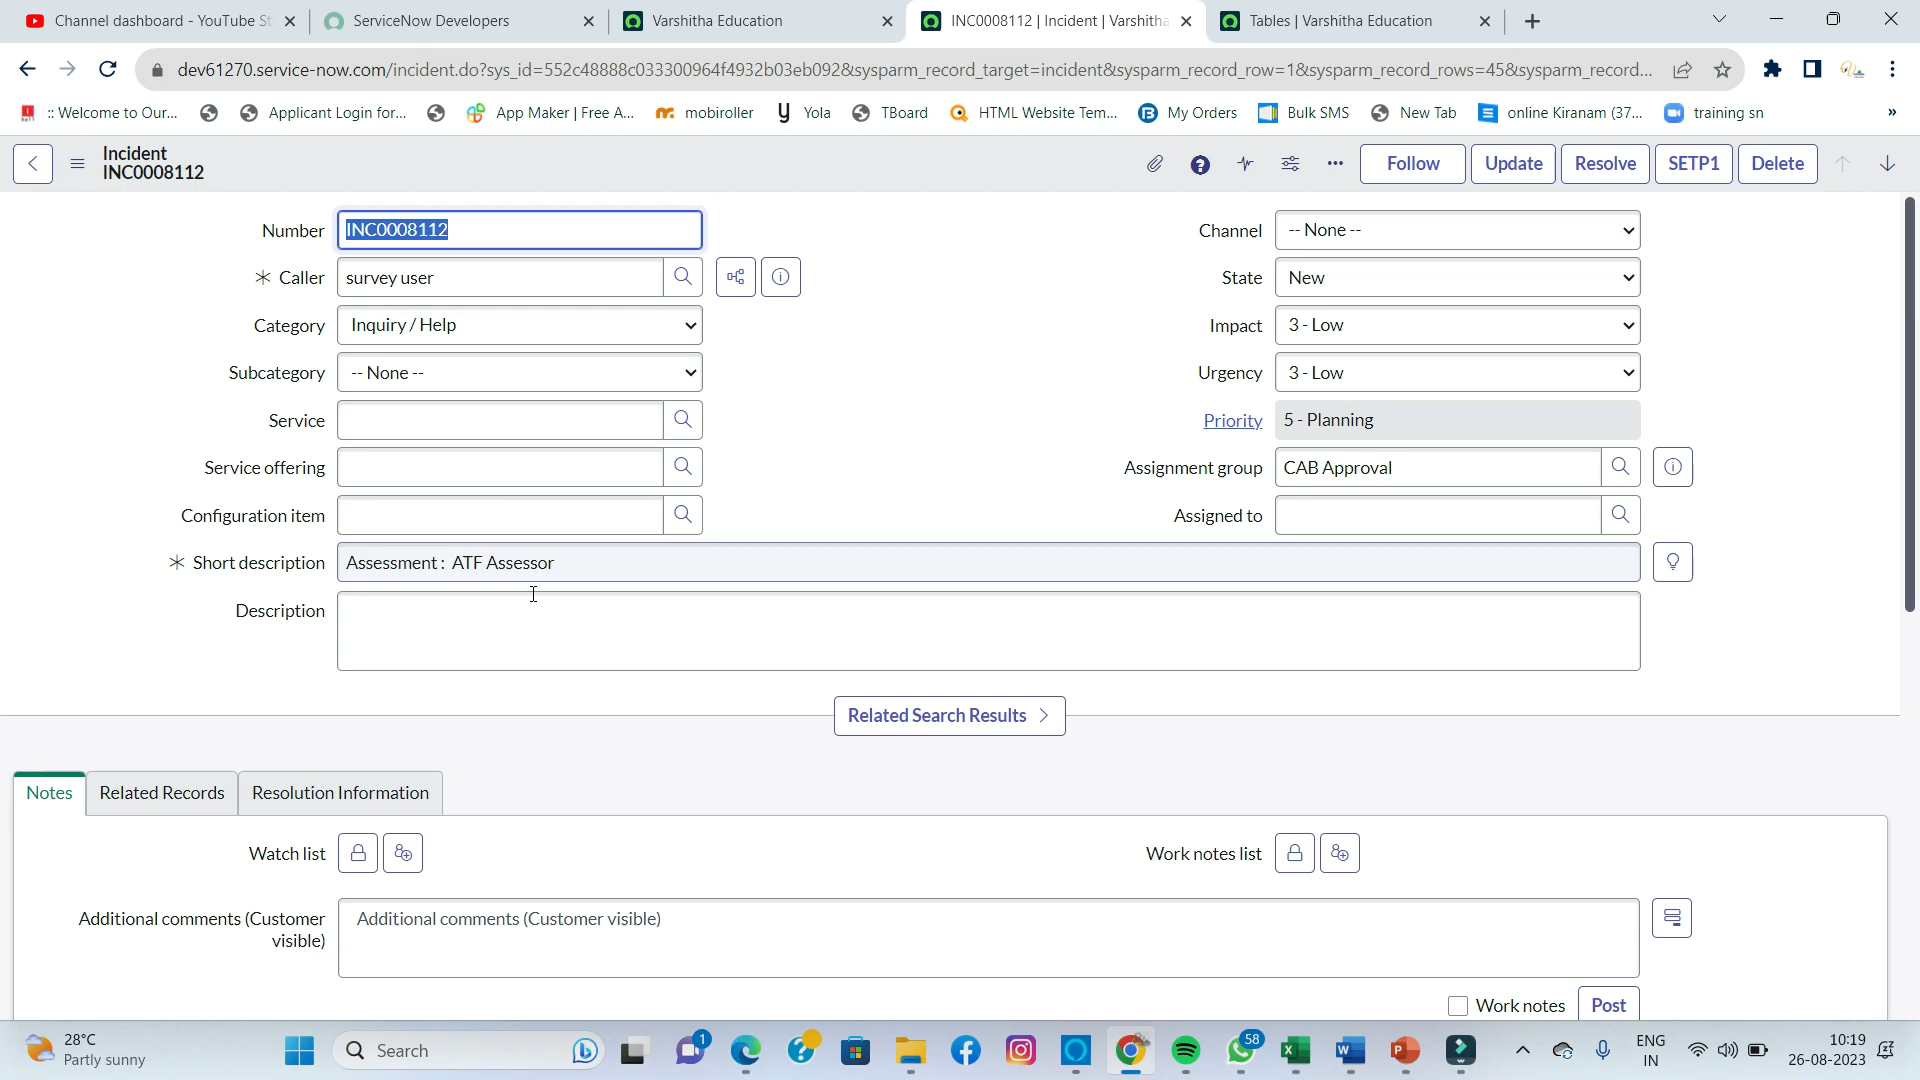 Channel dashboard - YouTube St
ServiceNow Developers
Varshitha Education
INC0008112 | Incident | Varshitha
Tables | Varshitha Education
dev61270.service-now.com/incident.do?sys_id=552c48888c033300964f4932b03eb092&sysparm_record_target=incident&sysparm_record_row=1&sysparm_record_rows=45&sysparm_record...
:: Welcome to Our...
Applicant Login for...
App Maker | Free A...
mobiroller
Yola
TBoard
HTML Website Tem...
My Orders
Bulk SMS
New Tab
online Kiranam (37...
training sn
»
Incident
INC0008112
Follow
Update
Resolve
SETP1
Delete
Number INC0008112
Channel -- None --
Caller survey user
State New
Category Inquiry / Help
Impact 3 - Low
Subcategory -- None --
Urgency 3 - Low
Service
Priority 5 - Planning
Service offering
Assignment group CAB Approval
Configuration item
Assigned to
Short description Assessment : ATF Assessor
Description
Related Search Results
Notes
Related Records
Resolution Information
Watch list
Work notes list
Additional comments (Customer
visible)
Additional comments (Customer visible)
Work notes
Post
28°C
Partly sunny
Search
1
58
ENG
IN
10:19
26-08-2023